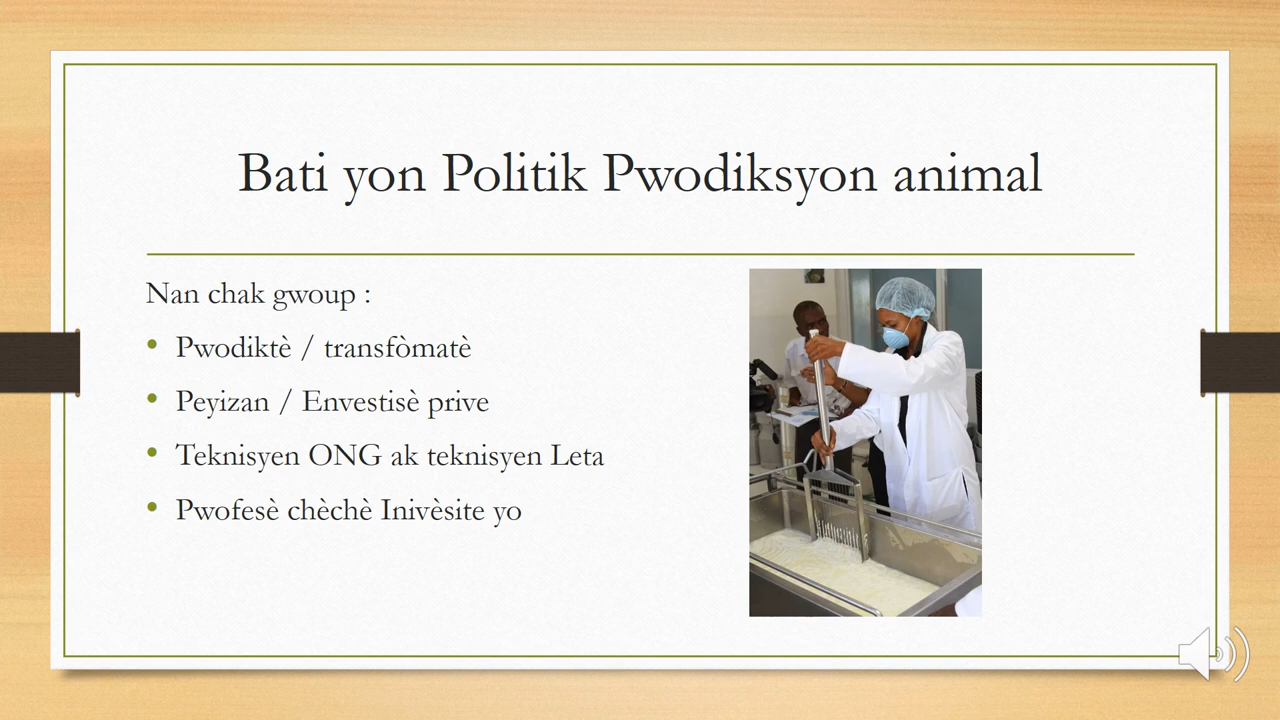 Bati yon Politik Pwodiksyon animal
Nan chak gwoup :
• Pwodiktè / transfòmatè
• Peyizan / Envestisè prive
• Teknisyen ONG ak teknisyen Leta
• Pwofesè chèchè Inivèsite yo